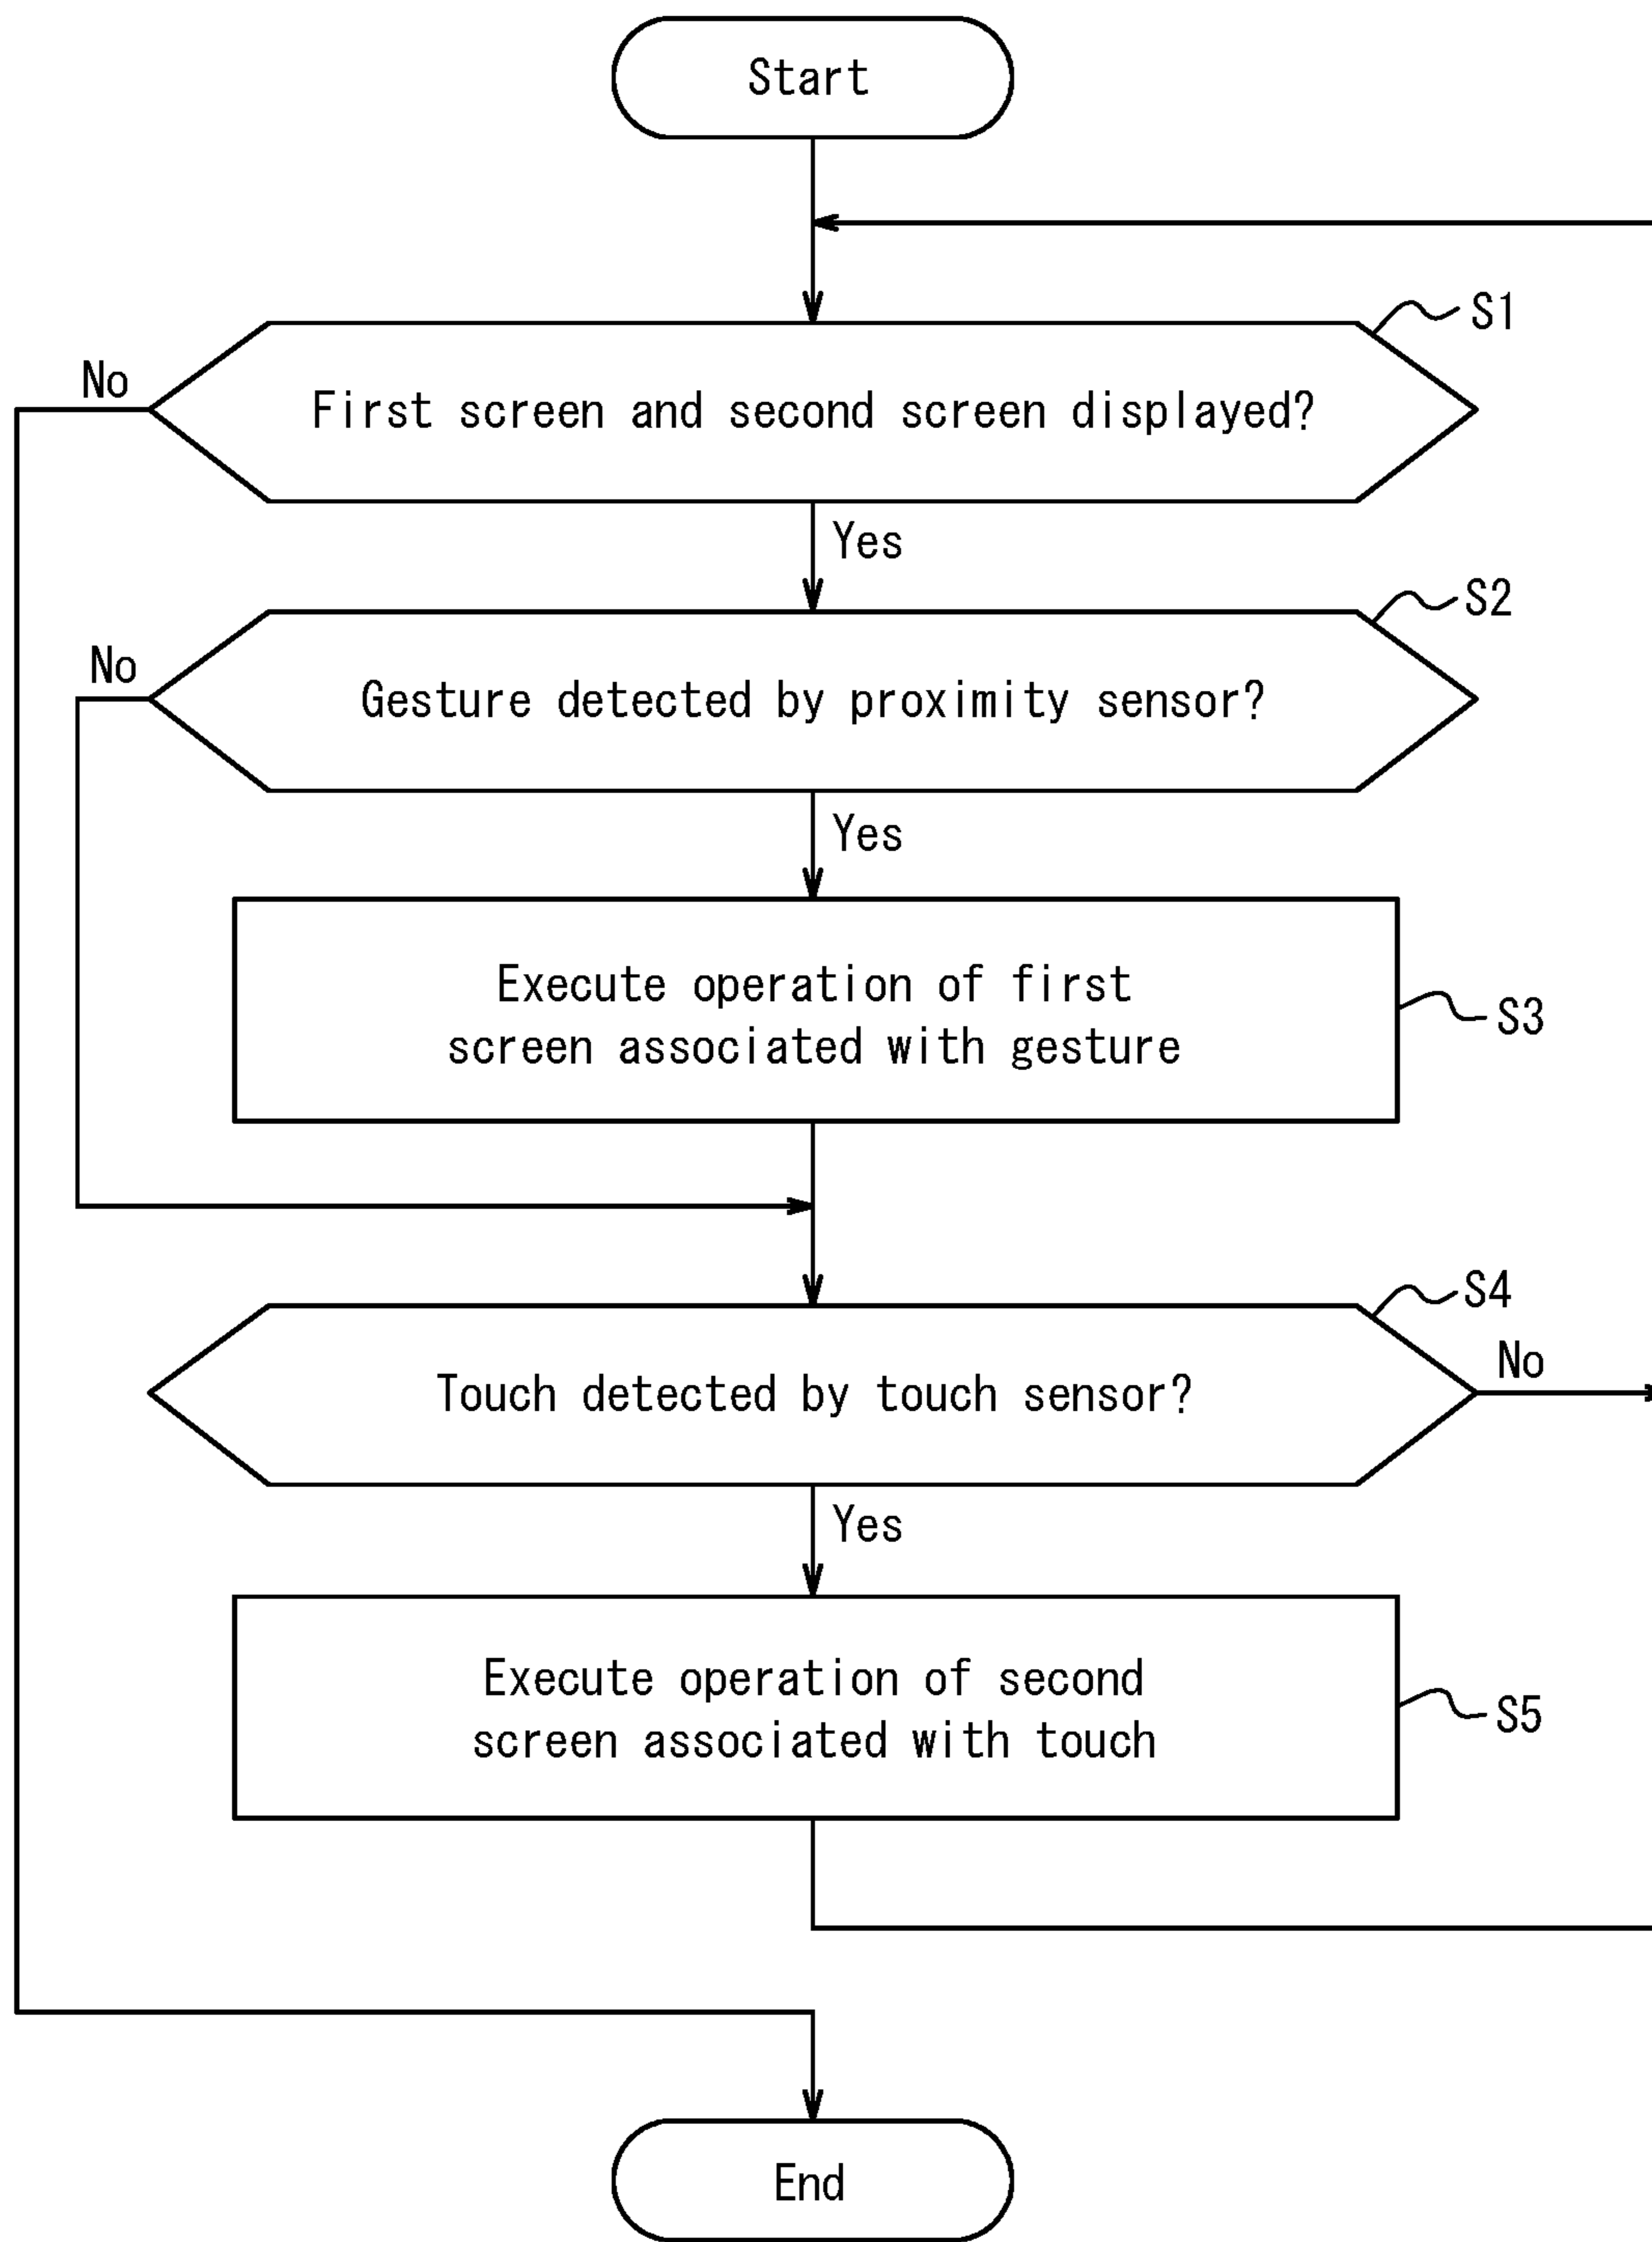 Start
S1
No
First screen and second screen displayed?
Yes
S2
No
Gesture detected by proximity sensor?
Yes
Execute operation of first
screen associated with gesture
S3
S4
No
Touch detected by touch sensor?
Yes
Execute operation of second
screen associated with touch
S5
End